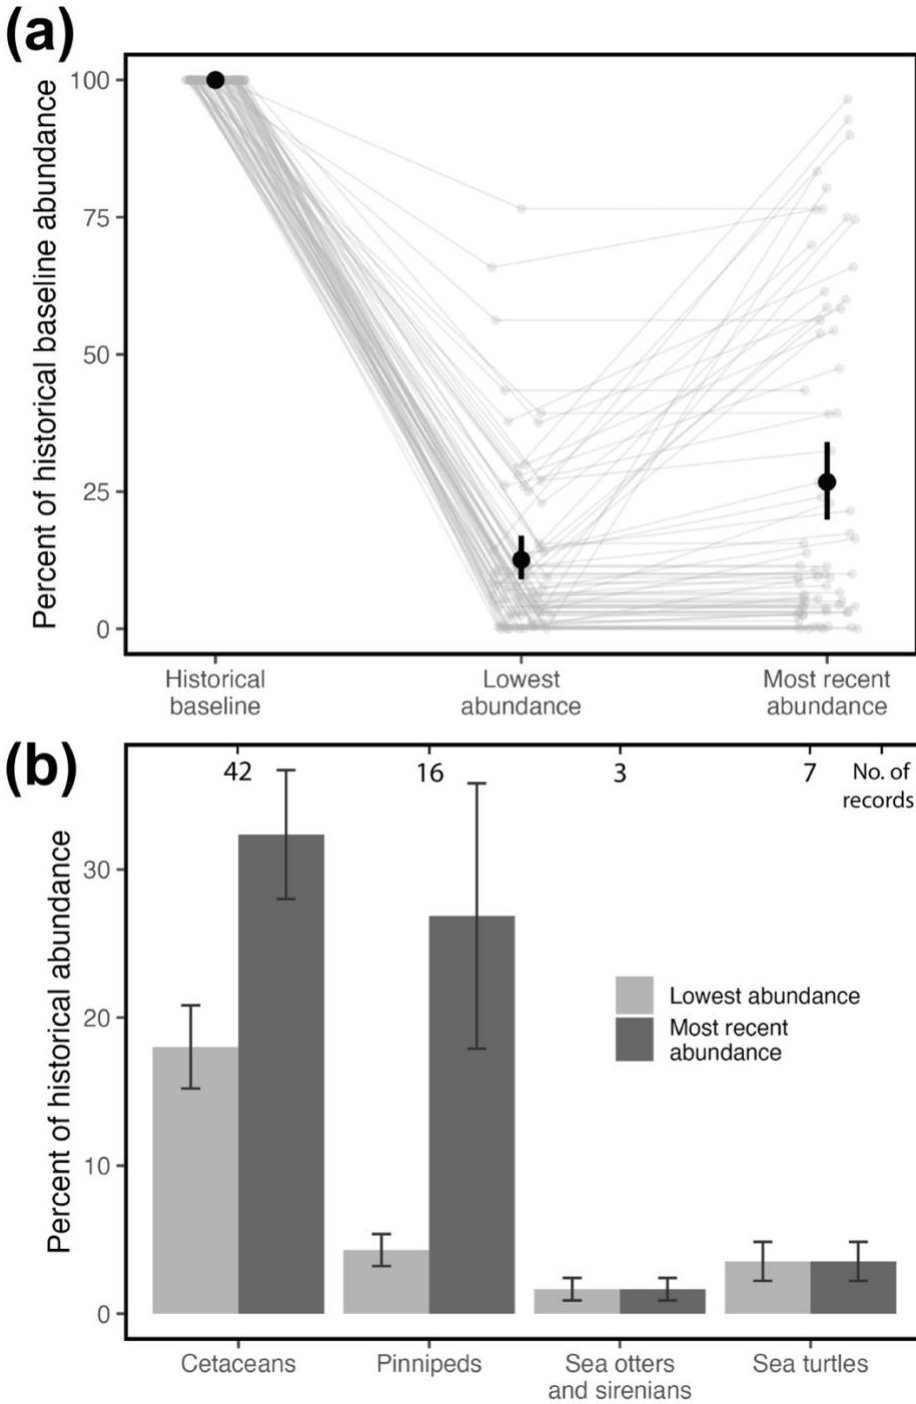 (a)
Percent of historical baseline abundance
100
75
50
25
0
Historical
baseline
Lowest
abundance
Most recent
abundance
(b)
42
16
3
7
No. of
records
Percent of historical abundance
30
20
10
0
Lowest abundance
Most recent
abundance
Cetaceans
Pinnipeds
Sea otters
and sirenians
Sea turtles